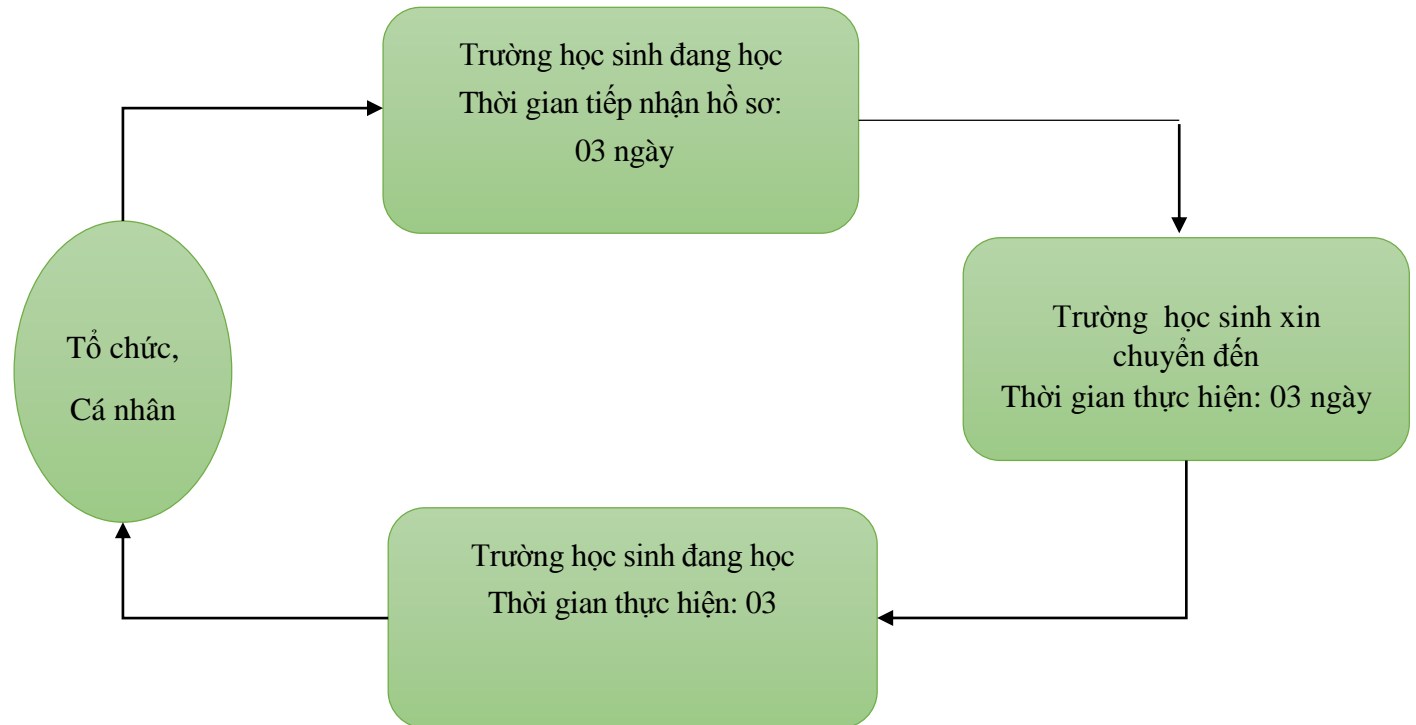 Trường học sinh đang học
Thời gian tiếp nhận hồ sơ:
03 ngày
Trường học sinh xin
chuyển đến
Thời gian thực hiện: 03 ngày
Tổ chức,
Cá nhân
Trường học sinh đang học
Thời gian thực hiện: 03